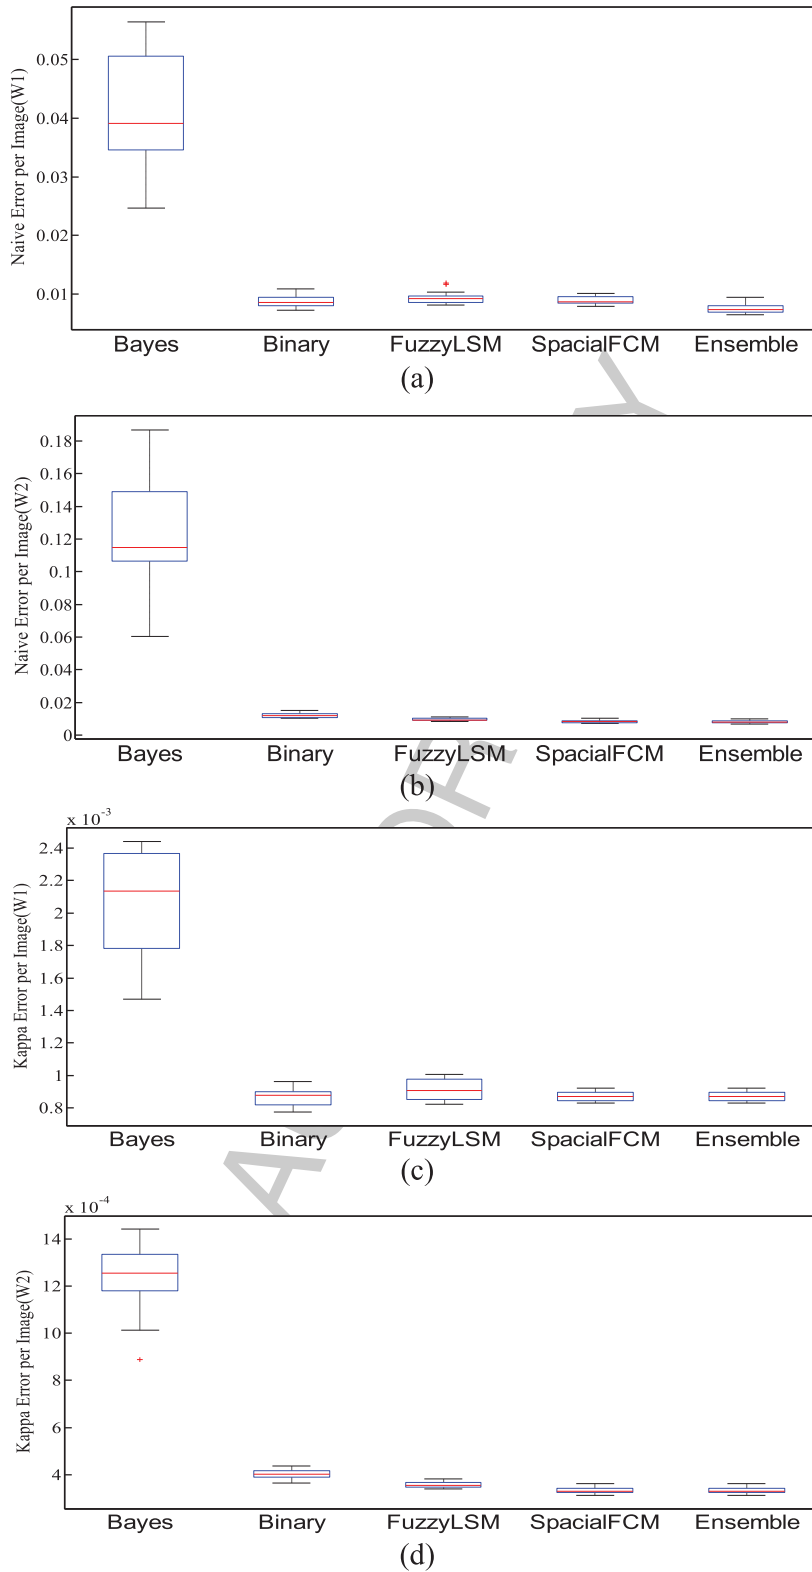 Naive Error per Image(W1)
0.05
0.04
0.03
0.02
0.01
Bayes Binary FuzzyLSM SpacialFCM Ensemble
(a)
Naive Error per Image(W2)
0.18
0.16
0.14
0.12
0.1
0.08
0.06
0.04
0.02
0
Bayes Binary FuzzyLSM SpacialFCM Ensemble
(b)
x 10^-3
Kappa Error per Image(W1)
2.4
2.2
2
1.8
1.6
1.4
1.2
1
0.8
Bayes Binary FuzzyLSM SpacialFCM Ensemble
(c)
x 10^-4
Kappa Error per Image(W2)
14
12
10
8
6
4
Bayes Binary FuzzyLSM SpacialFCM Ensemble
(d)